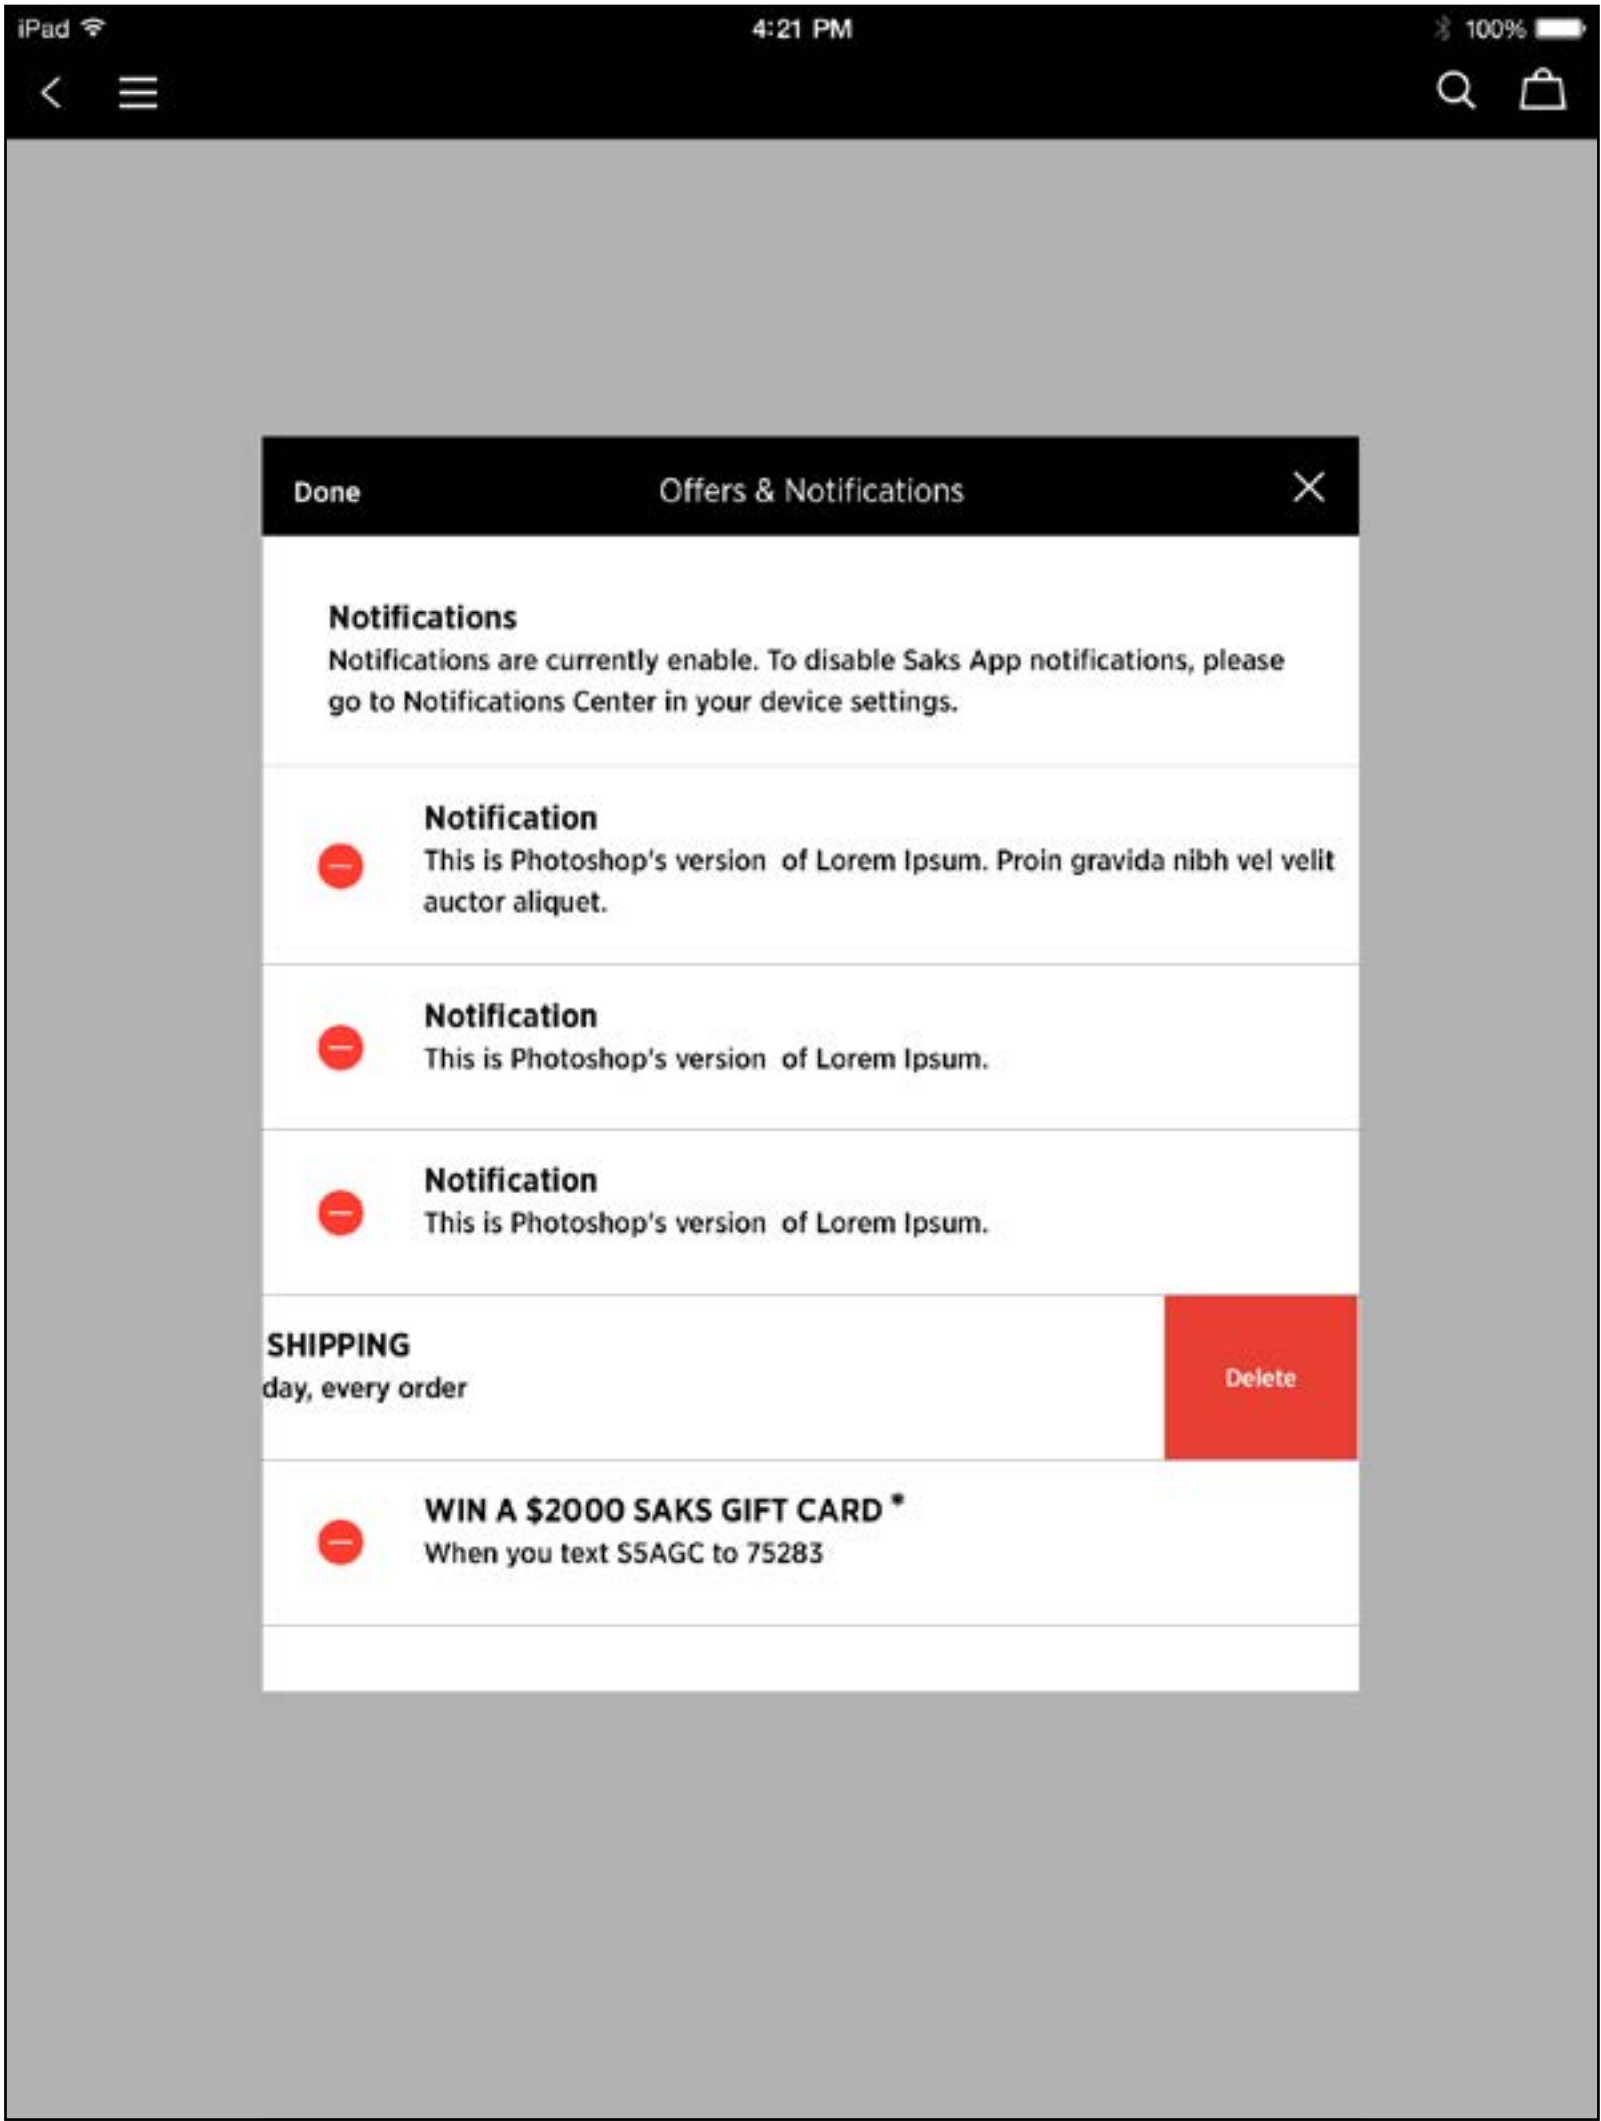 iPad 4:21 PM 100%
Done Offers & Notifications
Notifications
Notifications are currently enable. To disable Saks App notifications, please
go to Notifications Center in your device settings.
Notification
This is Photoshop's version of Lorem Ipsum. Proin gravida nibh vel velit
auctor aliquet.
Notification
This is Photoshop's version of Lorem Ipsum.
Notification
This is Photoshop's version of Lorem Ipsum.
SHIPPING
day, every order
Delete
WIN A $2000 SAKS GIFT CARD *
When you text S5AGC to 75283